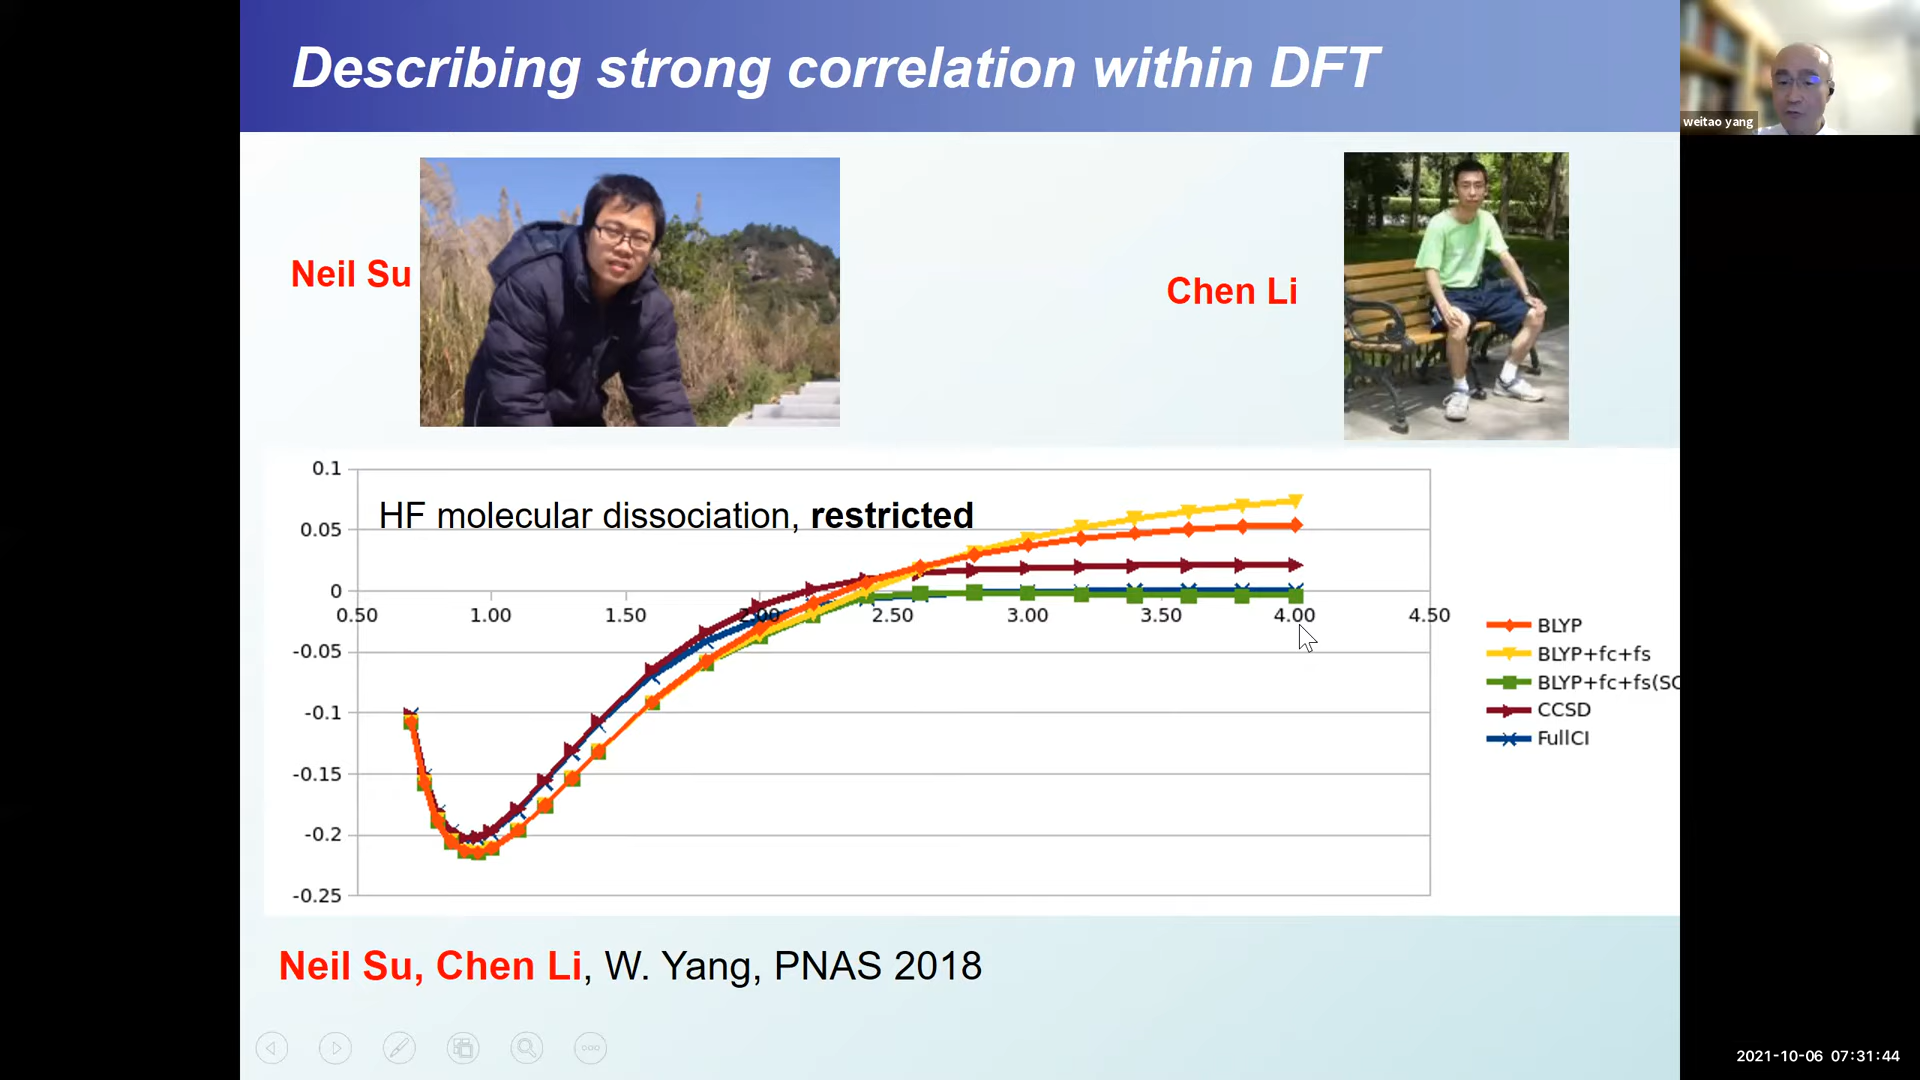 Describing strong correlation within DFT
weitao yang
Neil Su
Chen Li
HF molecular dissociation, restricted
0.1
0.05
0
-0.05
-0.1
-0.15
-0.2
-0.25
0.50
1.00
1.50
2.00
2.50
3.00
3.50
4.00
4.50
BLYP
BLYP+fc+fs
BLYP+fc+fs(SC
CCSD
FullCI
Neil Su, Chen Li, W. Yang, PNAS 2018
2021-10-06 07:31:44